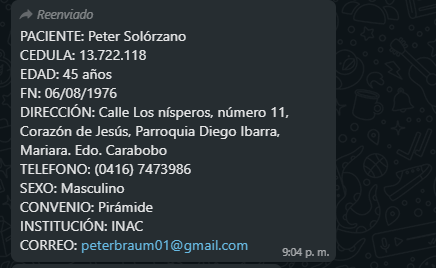 Reenviado
PACIENTE: Peter Solórzano
CEDULA: 13.722.118
EDAD: 45 años
FN: 06/08/1976
DIRECCIÓN: Calle Los nísperos, número 11,
Corazón de Jesús, Parroquia Diego Ibarra,
Mariara. Edo. Carabobo
TELEFONO: (0416) 7473986
SEXO: Masculino
CONVENIO: Pirámide
INSTITUCIÓN: INAC
CORREO: peterbraum01@gmail.com
9:04 p. m.